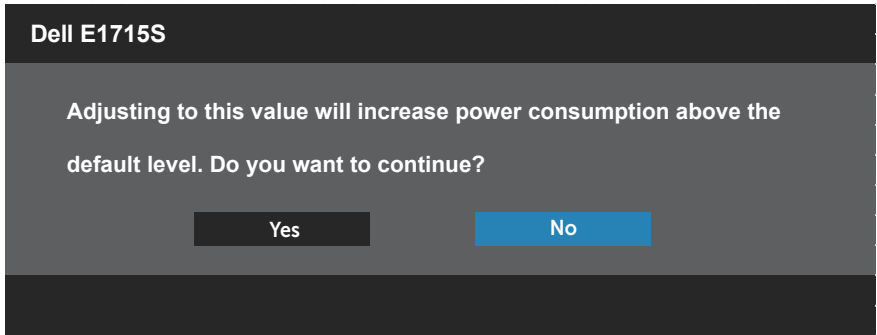 Dell E1715S
Adjusting to this value will increase power consumption above the
default level. Do you want to continue?
Yes No